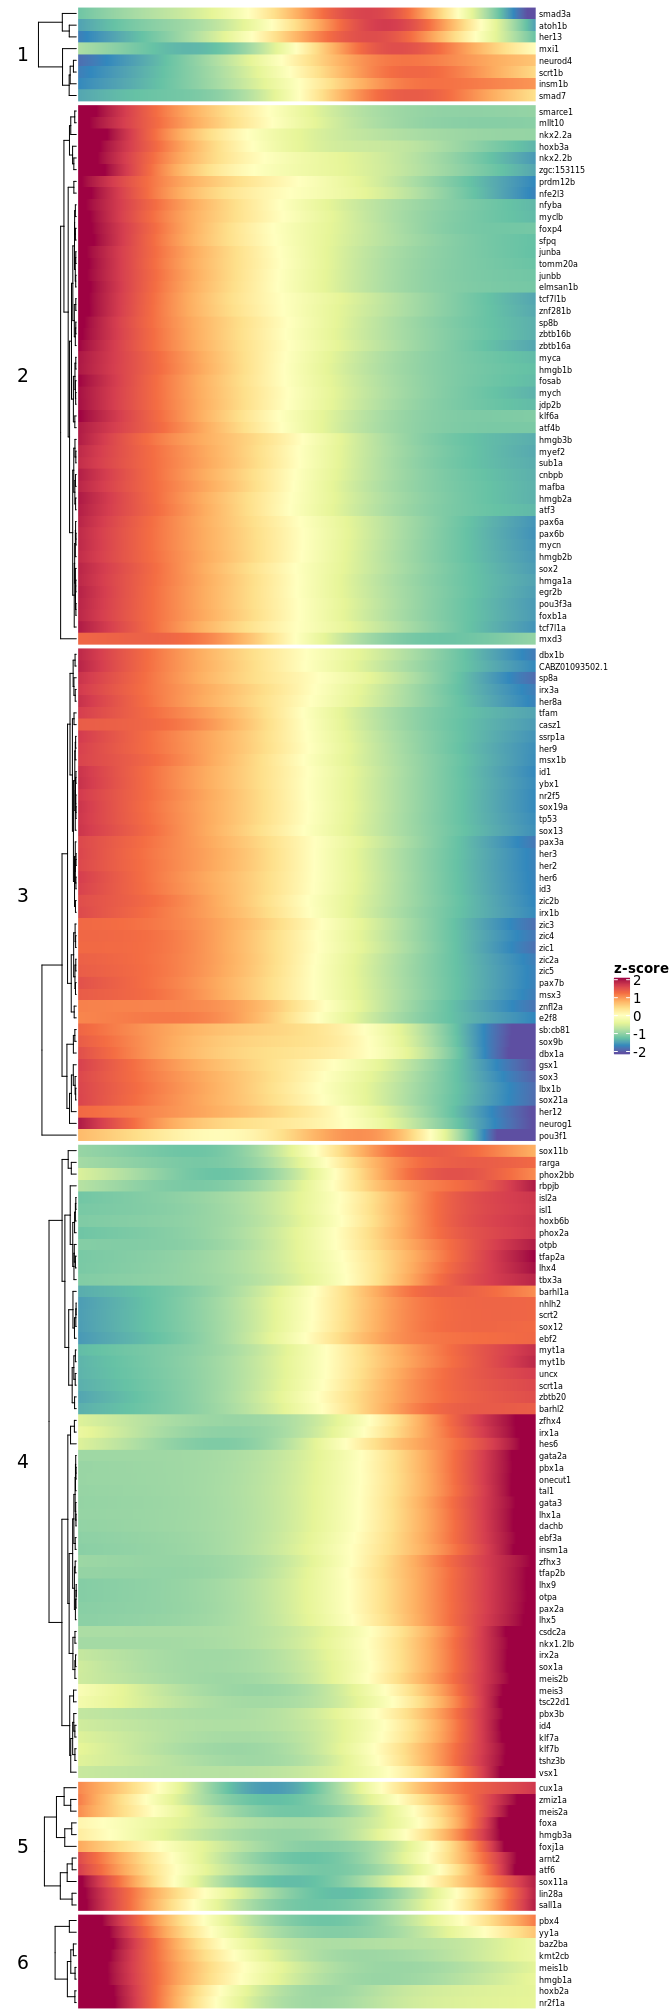 1
smad3a
atoh1b
her13
mxi1
neurod4
scrt1b
insm1b
smad7
2
smarce1
mllt10
nkx2.2a
hoxb3a
nkx2.2b
zgc:153115
prdm12b
nfe2l3
nfyba
myclb
foxp4
sfpq
junba
tomm20a
junbb
elmsan1b
tcf7l1b
znf281b
sp8b
zbtb16b
zbtb16a
myca
hmgb1b
fosab
mych
jdp2b
klf6a
atf4b
hmgb3b
myef2
sub1a
cnbpb
mafba
hmgb2a
atf3
pax6a
pax6b
mycn
hmgb2b
sox2
hmga1a
egr2b
pou3f3a
foxb1a
tcf7l1a
mxd3
3
dbx1b
CABZ01093502.1
sp8a
irx3a
her8a
tfam
casz1
ssrp1a
her9
msx1b
id1
ybx1
nr2f5
sox19a
tp53
sox13
pax3a
her3
her2
her6
id3
zic2b
irx1b
zic3
zic4
zic1
zic2a
zic5
pax7b
msx3
znfl2a
e2f8
sb:cb81
sox9b
dbx1a
gsx1
sox3
lbx1b
sox21a
her12
neurog1
pou3f1
z-score
2
1
0
-1
-2
4
sox11b
rarga
phox2bb
rbpjb
isl2a
isl1
hoxb6b
phox2a
otpb
tfap2a
lhx4
tbx3a
barhl1a
nhlh2
scrt2
sox12
ebf2
myt1a
myt1b
uncx
scrt1a
zbtb20
barhl2
zfhx4
irx1a
hes6
gata2a
pbx1a
onecut1
tal1
gata3
lhx1a
dachb
ebf3a
insm1a
zfhx3
tfap2b
lhx9
otpa
pax2a
lhx5
csdc2a
nkx1.2lb
irx2a
sox1a
meis2b
meis3
tsc22d1
pbx3b
id4
klf7a
klf7b
tshz3b
vsx1
5
cux1a
zmiz1a
meis2a
foxa
hmgb3a
foxj1a
arnt2
atf6
sox11a
lin28a
sall1a
6
pbx4
yy1a
baz2ba
kmt2cb
meis1b
hmgb1a
hoxb2a
nr2f1a